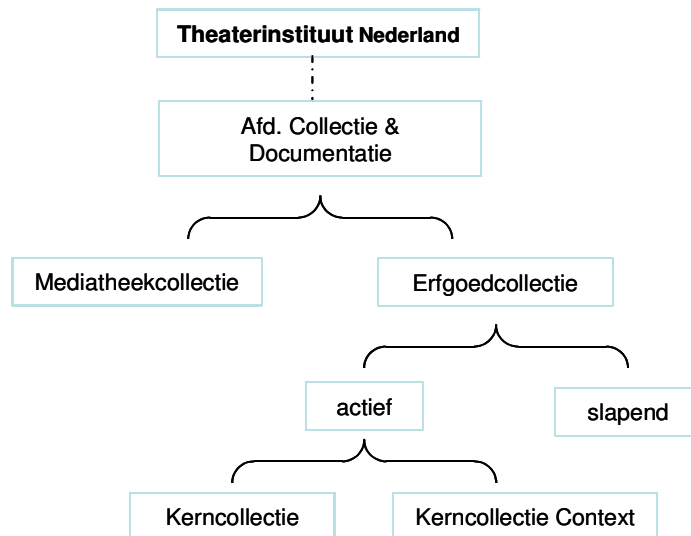 Theaterinstituut Nederland
Afd. Collectie &
Documentatie
Mediatheekcollectie
Erfgoedcollectie
actief
slapend
Kerncollectie
Kerncollectie Context